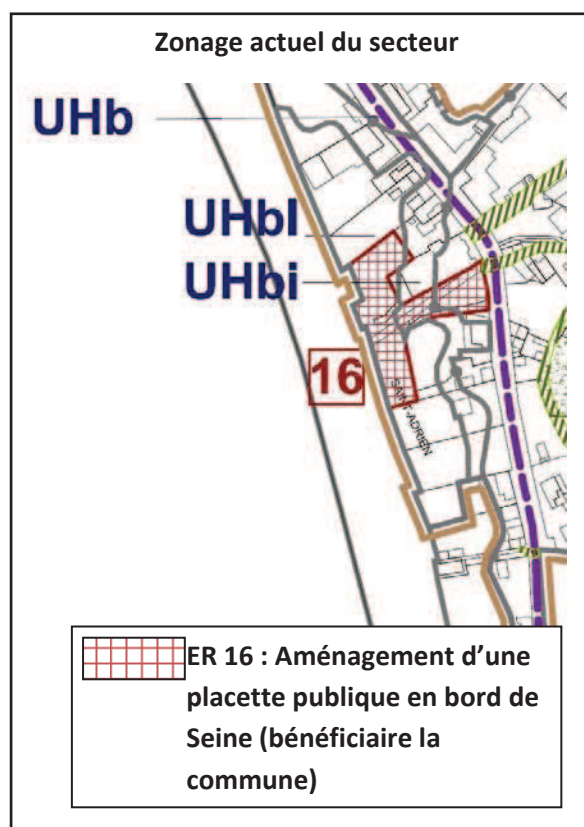 Zonage actuel du secteur
UHb
UHbl
UHbi
16
SAINT-ADRIEN
ER 16 : Aménagement d’une
placette publique en bord de
Seine (bénéficiaire la
commune)